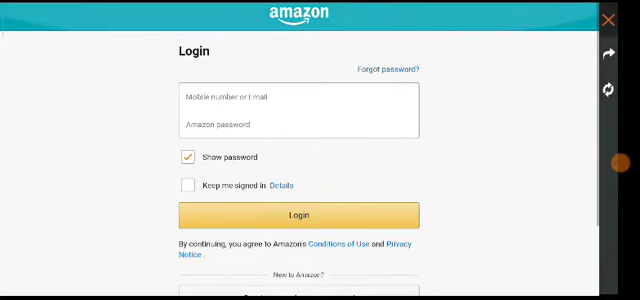 amazon
Login
Forgot password?
Mobile number or Email
Amazon password
Show password
Keep me signed in. Details
Login
By continuing, you agree to Amazon's Conditions of Use and Privacy
Notice .
New to Amazon?